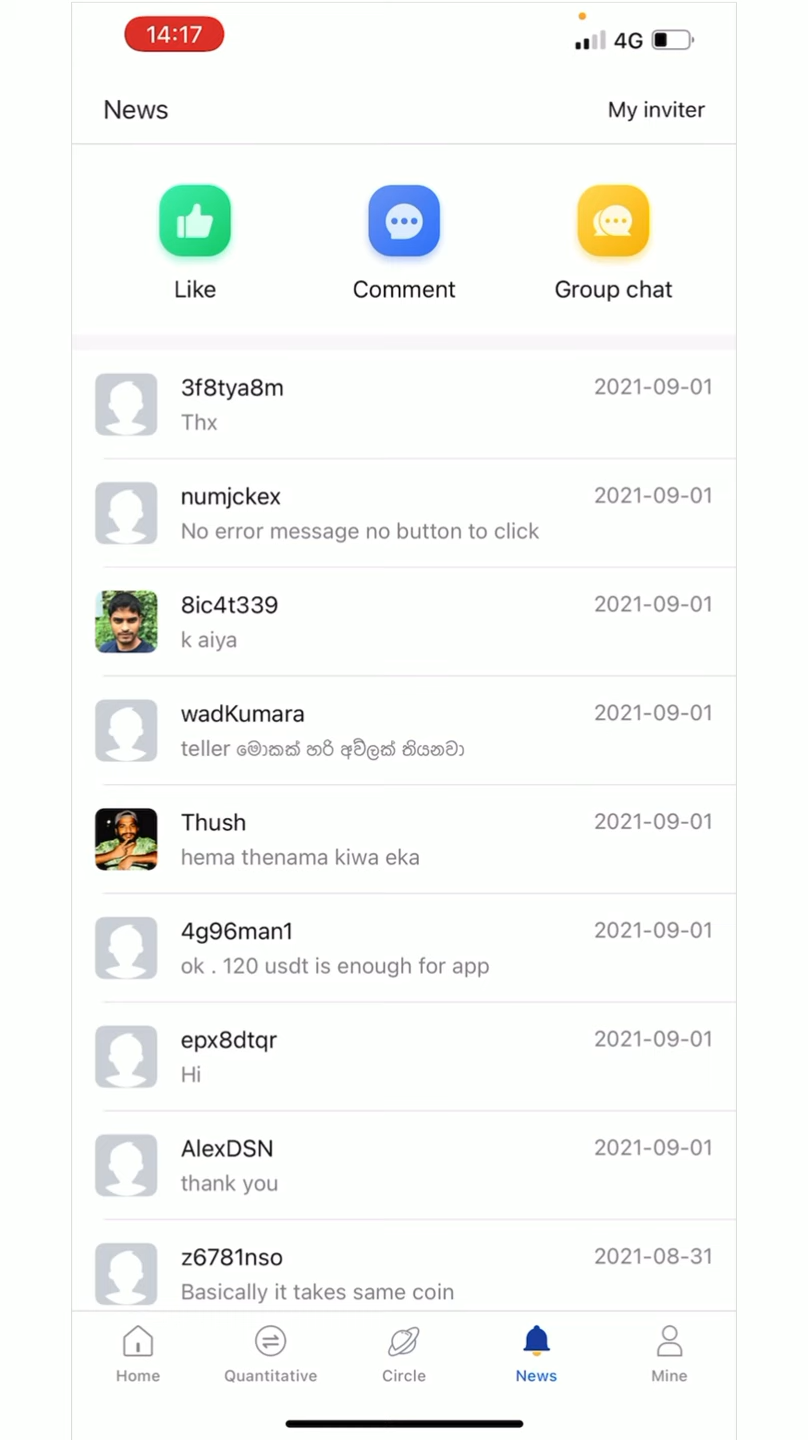 14:17
4G
News
My inviter
Like
Comment
Group chat
3f8tya8m
2021-09-01
Thx
numjckex
2021-09-01
No error message no button to click
8ic4t339
2021-09-01
k aiya
wadKumara
2021-09-01
teller මොකක් හරි අව්ලක් තියනවා
Thush
2021-09-01
hema thenama kiwa eka
4g96man1
2021-09-01
ok . 120 usdt is enough for app
epx8dtqr
2021-09-01
Hi
AlexDSN
2021-09-01
thank you
z6781nso
2021-08-31
Basically it takes same coin
Home
Quantitative
Circle
News
Mine